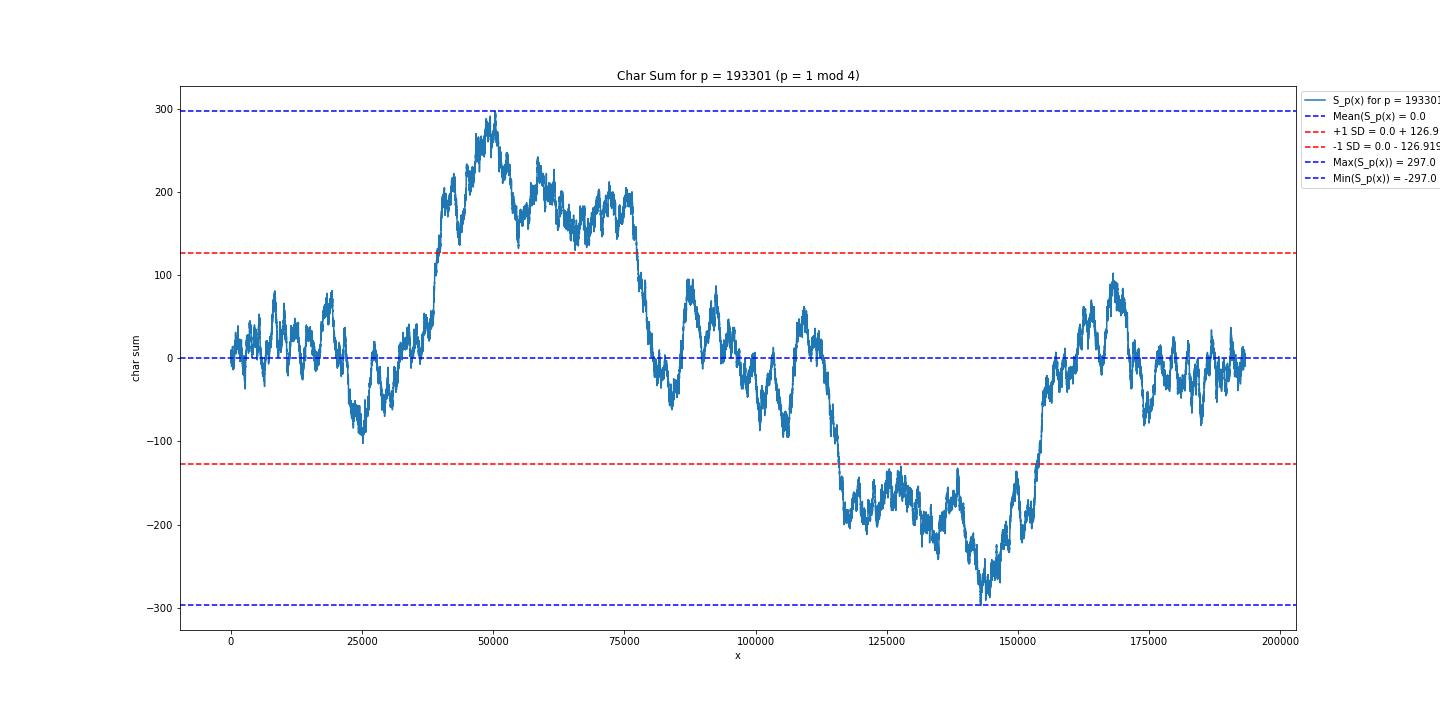 Char Sum for p = 193301 (p = 1 mod 4)
300
200
100
0
−100
−200
−300
char sum
0
25000
50000
75000
100000
125000
150000
175000
200000
x
S_p(x) for p = 193301
Mean(S_p(x) = 0.0
+1 SD = 0.0 + 126.9
-1 SD = 0.0 - 126.919
Max(S_p(x)) = 297.0
Min(S_p(x)) = -297.0